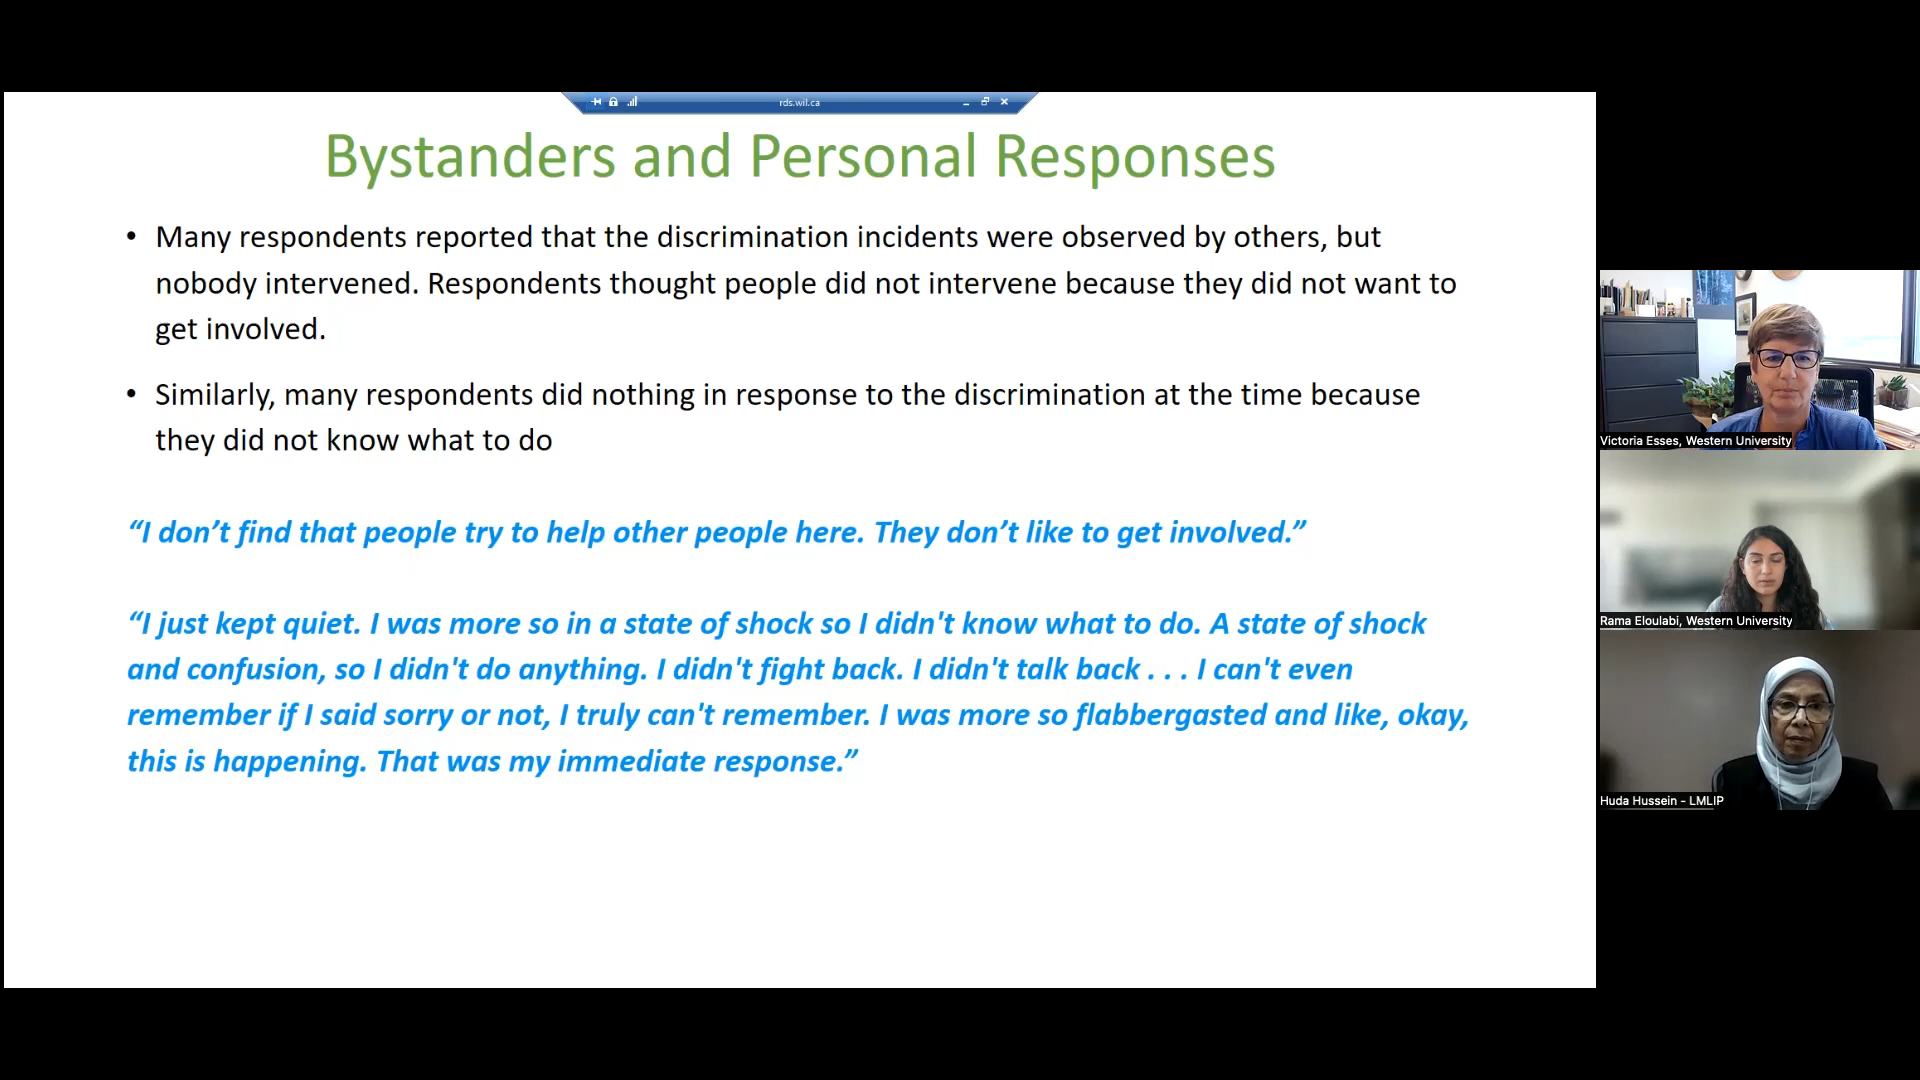 rds.wil.ca
Bystanders and Personal Responses
• Many respondents reported that the discrimination incidents were observed by others, but
nobody intervened. Respondents thought people did not intervene because they did not want to
get involved.
• Similarly, many respondents did nothing in response to the discrimination at the time because
they did not know what to do
“I don’t find that people try to help other people here. They don’t like to get involved.”
“I just kept quiet. I was more so in a state of shock so I didn't know what to do. A state of shock
and confusion, so I didn't do anything. I didn't fight back. I didn't talk back . . . I can't even
remember if I said sorry or not, I truly can't remember. I was more so flabbergasted and like, okay,
this is happening. That was my immediate response.”
Victoria Esses, Western University
Rama Eloulabi, Western University
Huda Hussein - LMLIP